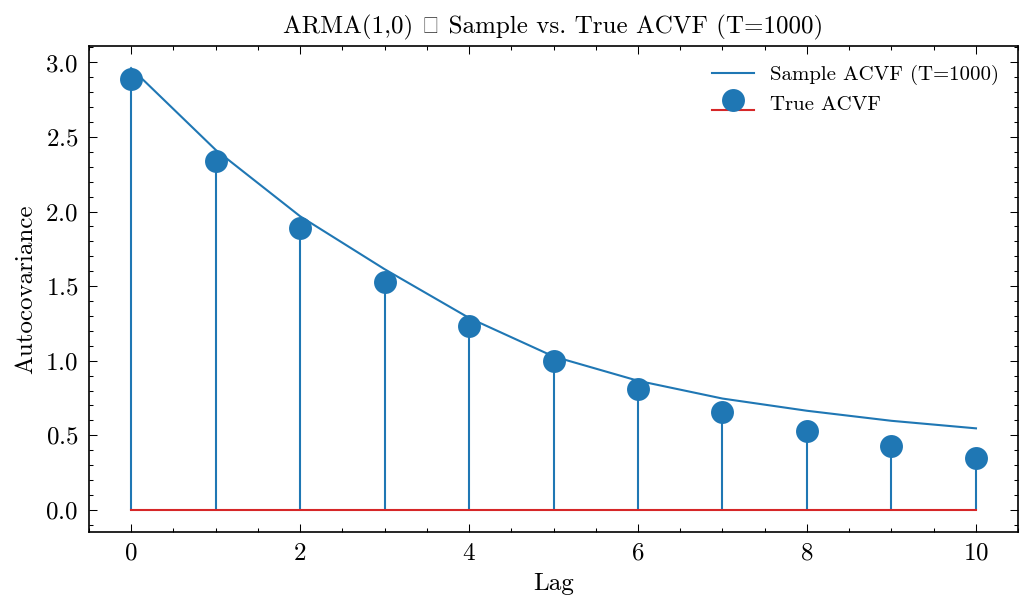 ARMA(1,0) □ Sample vs. True ACVF (T=1000)
Sample ACVF (T=1000)
True ACVF
Autocovariance
3.0
2.5
2.0
1.5
1.0
0.5
0.0
0 2 4 6 8 10
Lag